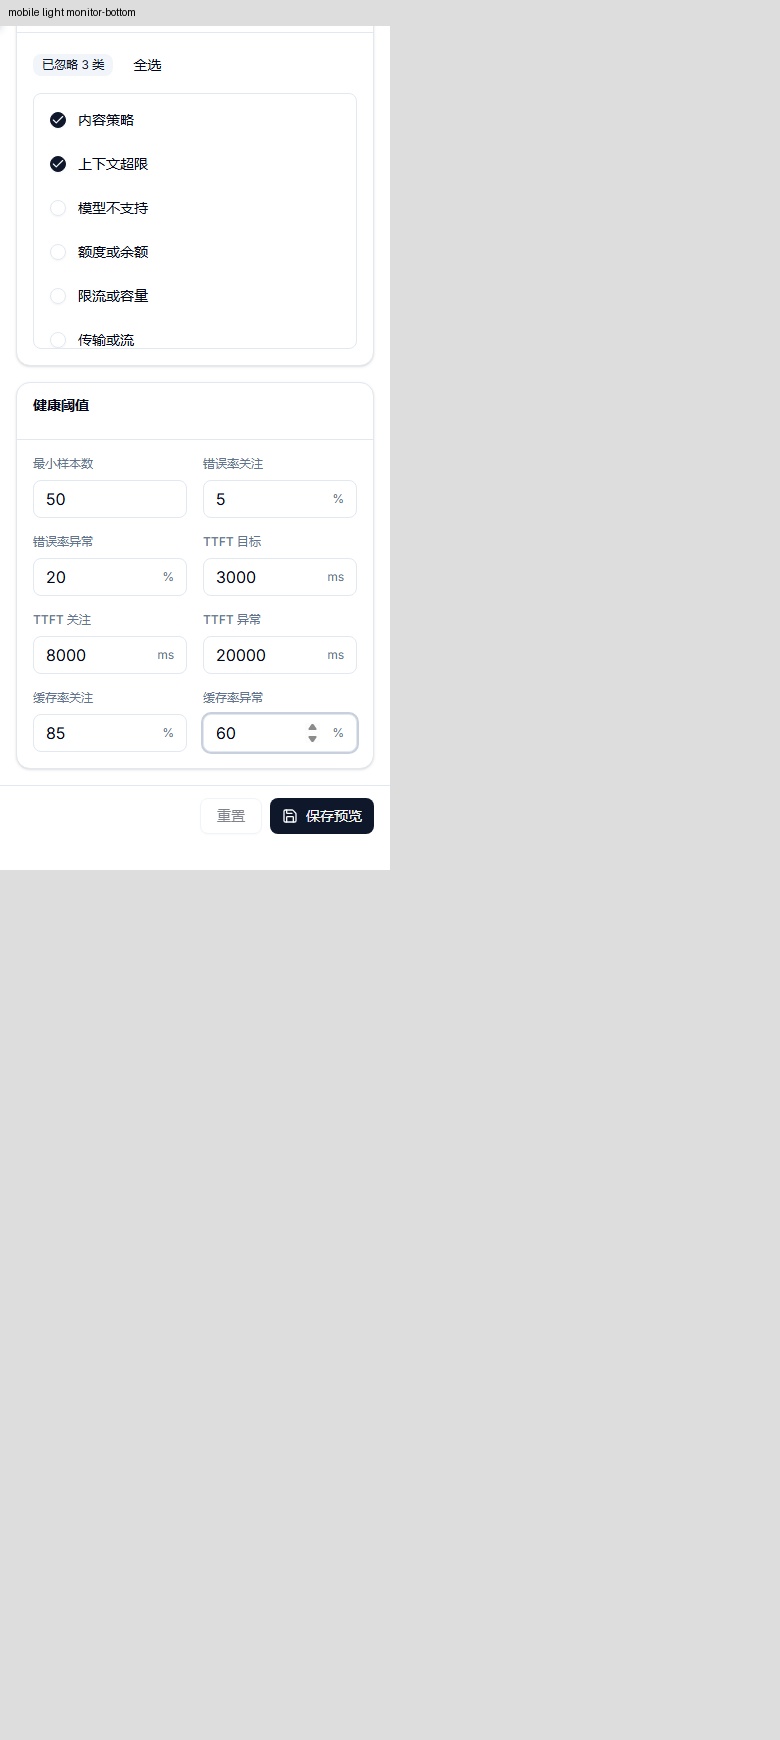 mobile light monitor-bottom
已忽略 3 类 全选
内容策略
上下文超限
模型不支持
额度或余额
限流或容量
传输或流
健康阈值
最小样本数 错误率关注
50 5 %
错误率异常 TTFT 目标
20 % 3000 ms
TTFT 关注 TTFT 异常
8000 ms 20000 ms
缓存率关注 缓存率异常
85 % 60 %
重置 保存预览